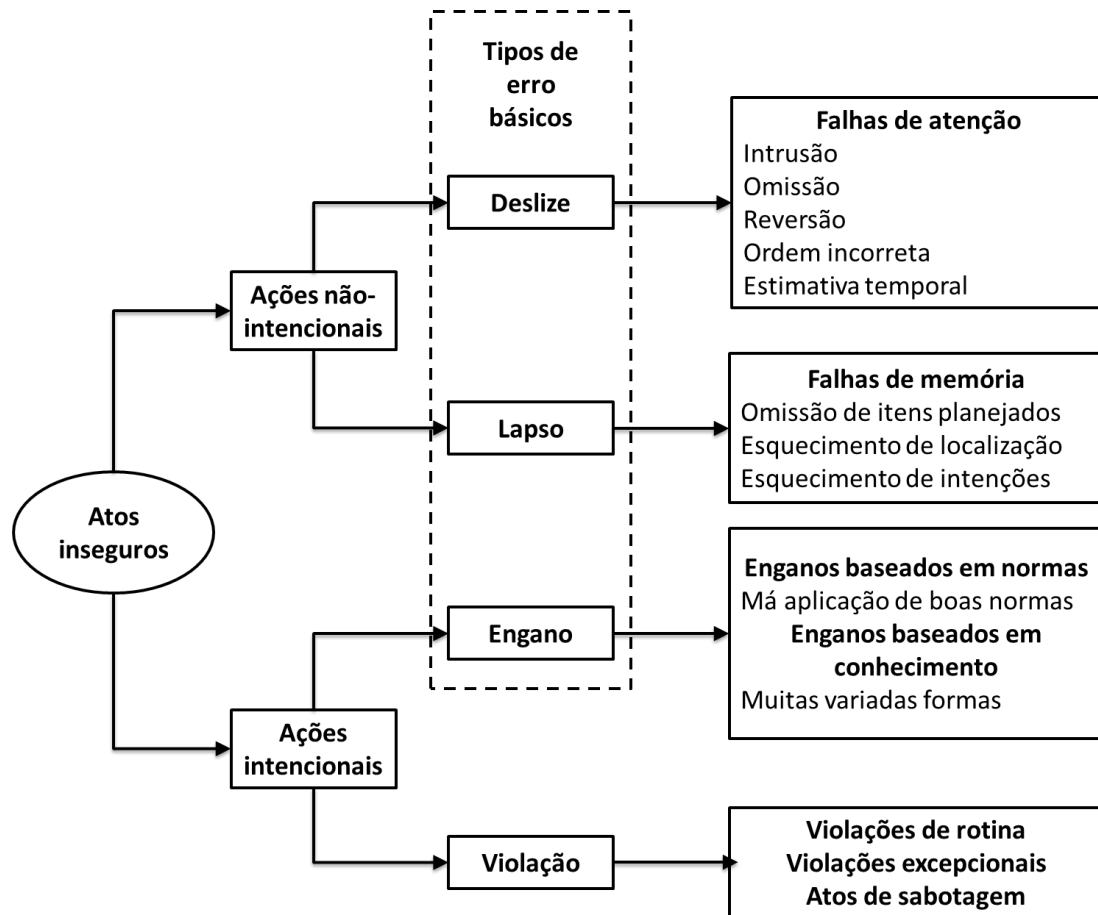 Tipos de
erro
básicos
Falhas de atenção
Intrusão
Omissão
Reversão
Ordem incorreta
Estimativa temporal
Deslize
Ações não-
intencionais
Falhas de memória
Omissão de itens planejados
Esquecimento de localização
Esquecimento de intenções
Lapso
Atos
inseguros
Enganos baseados em normas
Má aplicação de boas normas
Enganos baseados em
conhecimento
Muitas variadas formas
Engano
Ações
intencionais
Violação
Violações de rotina
Violações excepcionais
Atos de sabotagem